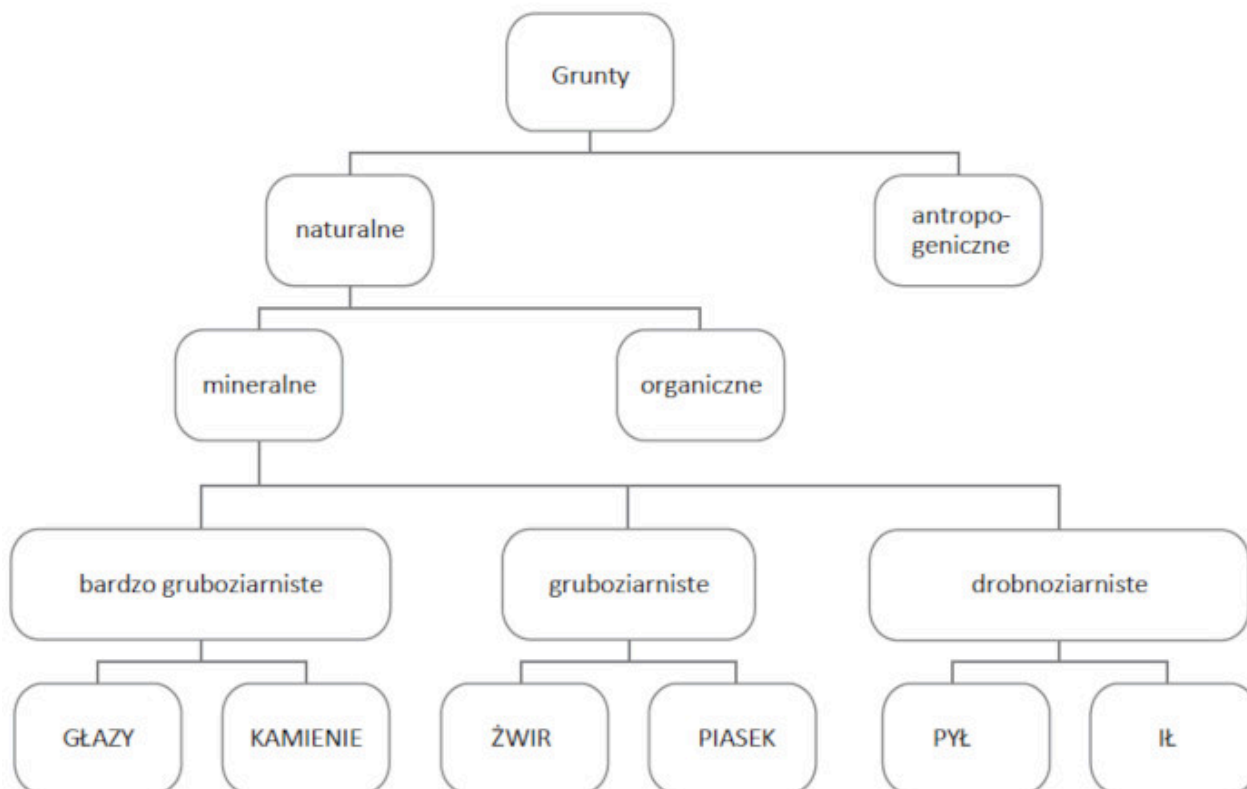 Grunty
naturalne
antropo-
geniczne
mineralne
organiczne
bardzo gruboziarniste
gruboziarniste
drobnoziarniste
GŁAZY
KAMIENIE
ŻWIR
PIASEK
PYŁ
IŁ